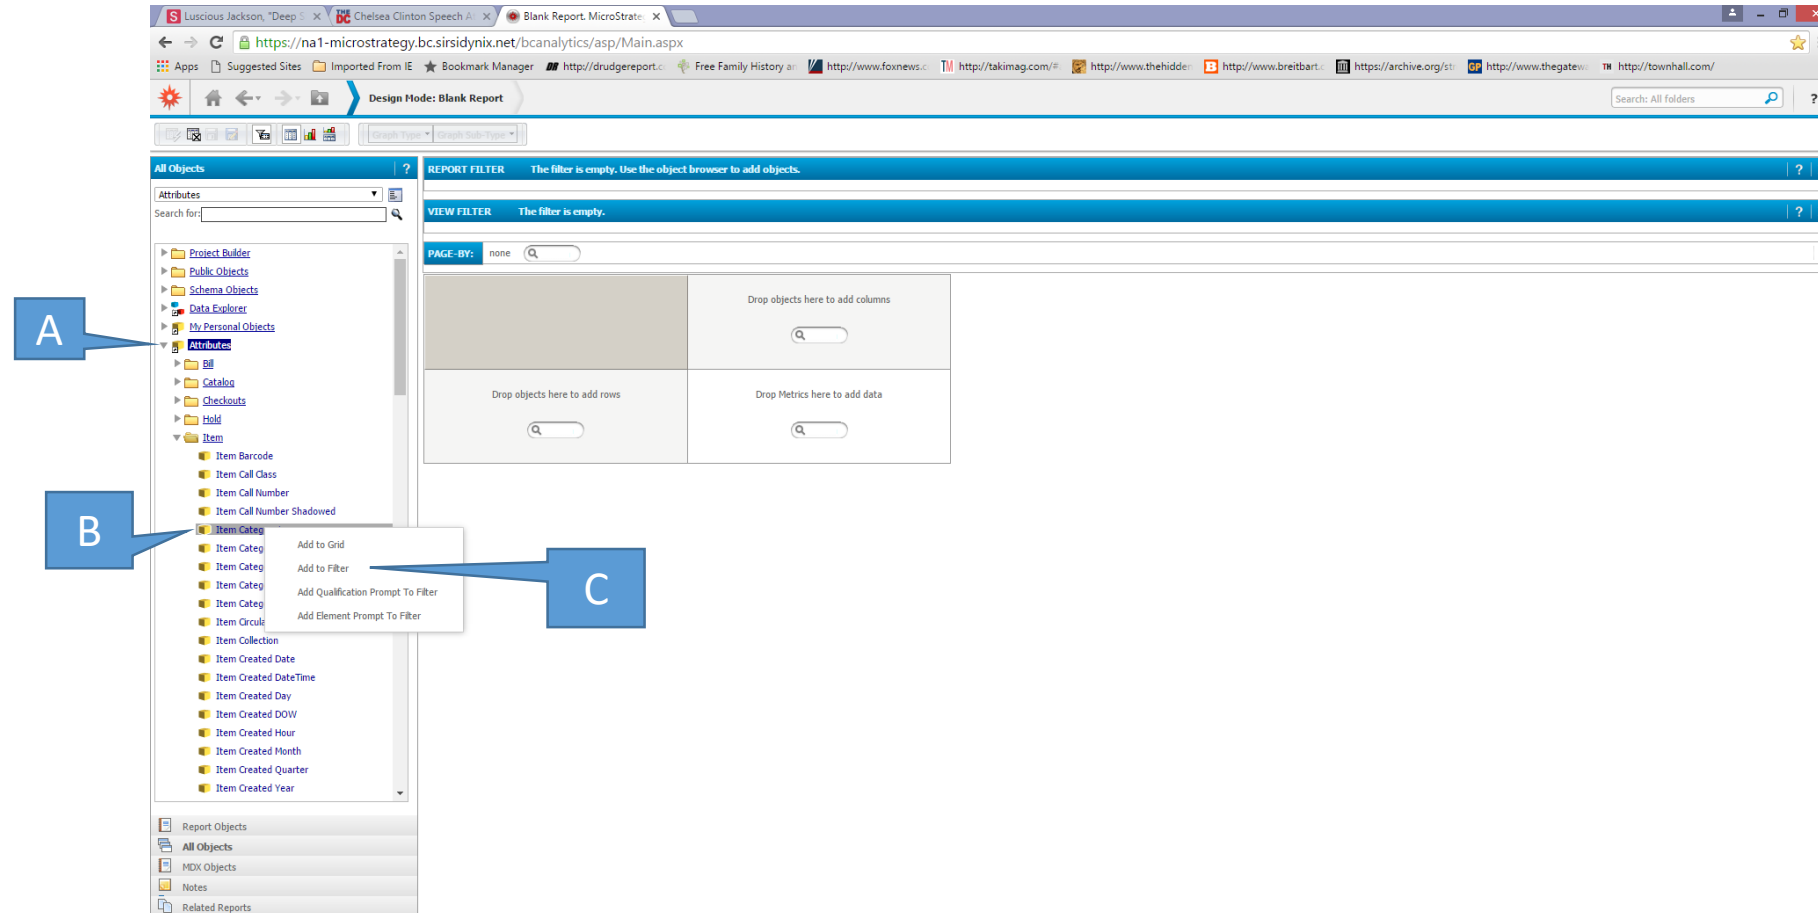 Luscious Jackson, "Deep S
THE DC Chelsea Clinton Speech At
Blank Report. MicroStrate
https://na1-microstrategy.bc.sirsidynix.net/bcanalytics/asp/Main.aspx
Apps Suggested Sites Imported From IE Bookmark Manager DR http://drudgereport.c Free Family History an http://www.foxnews.c TM http://takimag.com/# http://www.thehidden B http://www.breitbart.c https://archive.org/str GP http://www.thegatewa TH http://townhall.com/
Design Mode: Blank Report
Search: All folders
?
Graph Type Graph Sub-Type
All Objects ?
REPORT FILTER The filter is empty. Use the object browser to add objects. ?
Attributes
Search for:
VIEW FILTER The filter is empty. ?
PAGE-BY: none
Project Builder
Public Objects
Schema Objects
Data Explorer
My Personal Objects
Attributes
Bill
Catalog
Checkouts
Hold
Item
Item Barcode
Item Call Class
Item Call Number
Item Call Number Shadowed
Item Categ
Item Categ
Item Categ
Item Categ
Item Categ
Item Circula
Item Collection
Item Created Date
Item Created DateTime
Item Created Day
Item Created DOW
Item Created Hour
Item Created Month
Item Created Quarter
Item Created Year
Add to Grid
Add to Filter
Add Qualification Prompt To Filter
Add Element Prompt To Filter
Drop objects here to add columns
Drop objects here to add rows
Drop Metrics here to add data
A
B
C
Report Objects
All Objects
MDX Objects
Notes
Related Reports